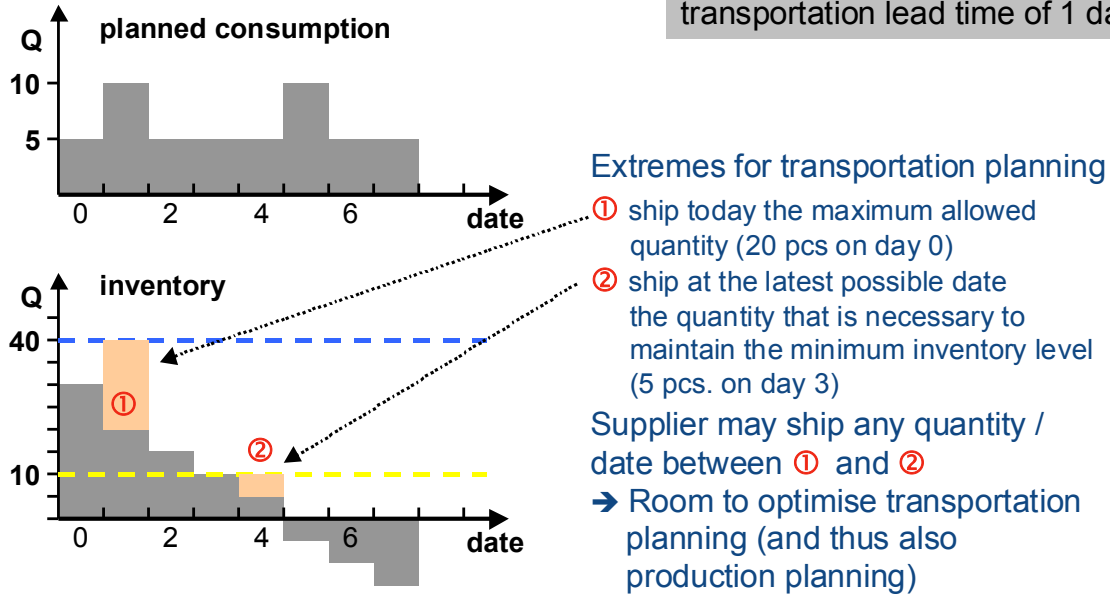 transportation lead time of 1 da
planned consumption
Q
10
5
0 2 4 6
date
inventory
Q
40
10
①
②
0 2 4 6
date
Extremes for transportation planning
① ship today the maximum allowed
quantity (20 pcs on day 0)
② ship at the latest possible date
the quantity that is necessary to
maintain the minimum inventory level
(5 pcs. on day 3)
Supplier may ship any quantity /
date between ① and ②
➔ Room to optimise transportation
planning (and thus also
production planning)